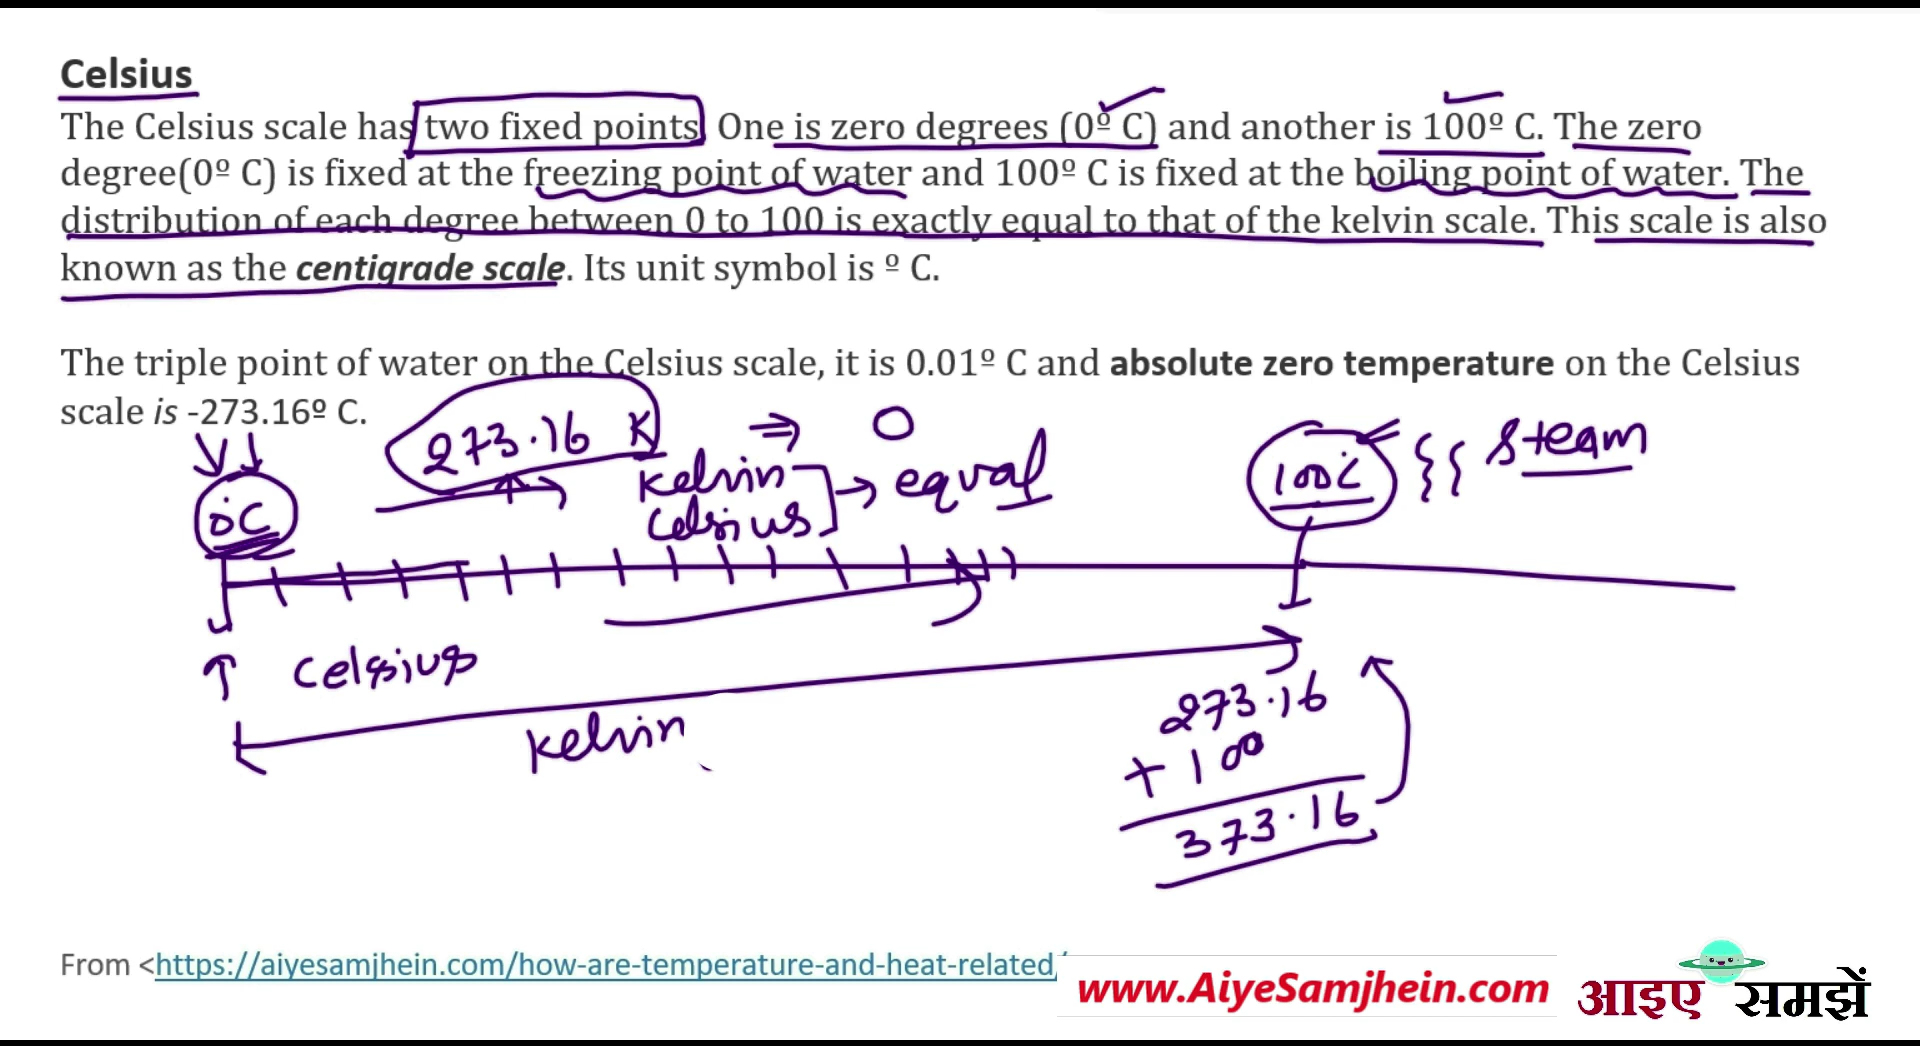 Celsius
The Celsius scale has two fixed points. One is zero degrees (0º C) and another is 100º C. The zero
degree(0º C) is fixed at the freezing point of water and 100º C is fixed at the boiling point of water. The
distribution of each degree between 0 to 100 is exactly equal to that of the kelvin scale. This scale is also
known as the centigrade scale. Its unit symbol is º C.
The triple point of water on the Celsius scale, it is 0.01º C and absolute zero temperature on the Celsius
scale is -273.16º C.
273.16 K ⇒ 0
0C
Kelvin
Celsius → equal
100C
steam
Celsius
Kelvin
273.16
+ 100
373.16
From <https://aiyesamjhein.com/how-are-temperature-and-heat-related/
www.AiyeSamjhein.com
आइए समझें